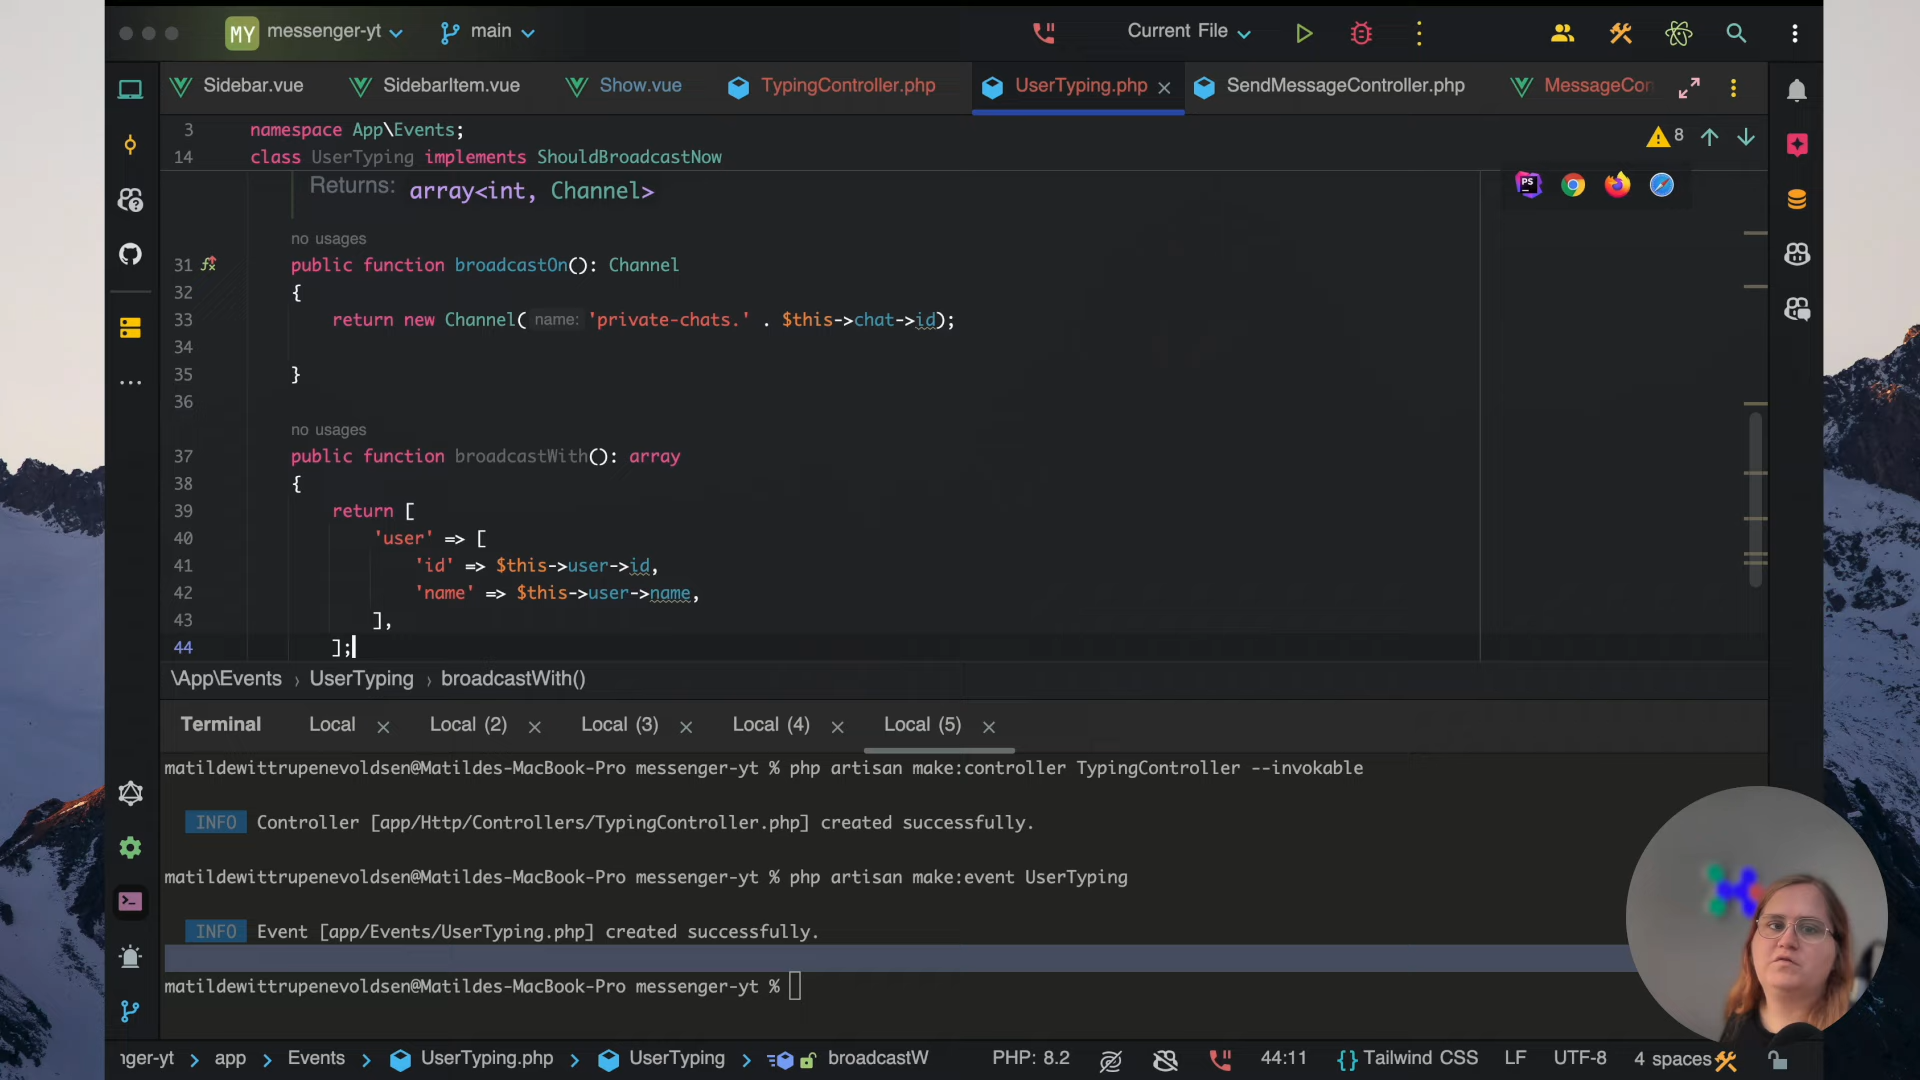 MY messenger-yt main Current File
Sidebar.vue SidebarItem.vue Show.vue TypingController.php UserTyping.php SendMessageController.php MessageCon
3 namespace App\Events;
8
14 class UserTyping implements ShouldBroadcastNow
Returns: array<int, Channel>
PS
no usages
31 public function broadcastOn(): Channel
32 {
33 return new Channel( name: 'private-chats.' . $this->chat->id);
34
35 }
36
no usages
37 public function broadcastWith(): array
38 {
39 return [
40 'user' => [
41 'id' => $this->user->id,
42 'name' => $this->user->name,
43 ],
44 ];
\App\Events › UserTyping › broadcastWith()
Terminal Local Local (2) Local (3) Local (4) Local (5)
matildewittrupenevoldsen@Matildes-MacBook-Pro messenger-yt % php artisan make:controller TypingController --invokable
INFO Controller [app/Http/Controllers/TypingController.php] created successfully.
matildewittrupenevoldsen@Matildes-MacBook-Pro messenger-yt % php artisan make:event UserTyping
INFO Event [app/Events/UserTyping.php] created successfully.
matildewittrupenevoldsen@Matildes-MacBook-Pro messenger-yt %
nger-yt › app › Events › UserTyping.php › UserTyping › broadcastW PHP: 8.2 44:11 {} Tailwind CSS LF UTF-8 4 spaces